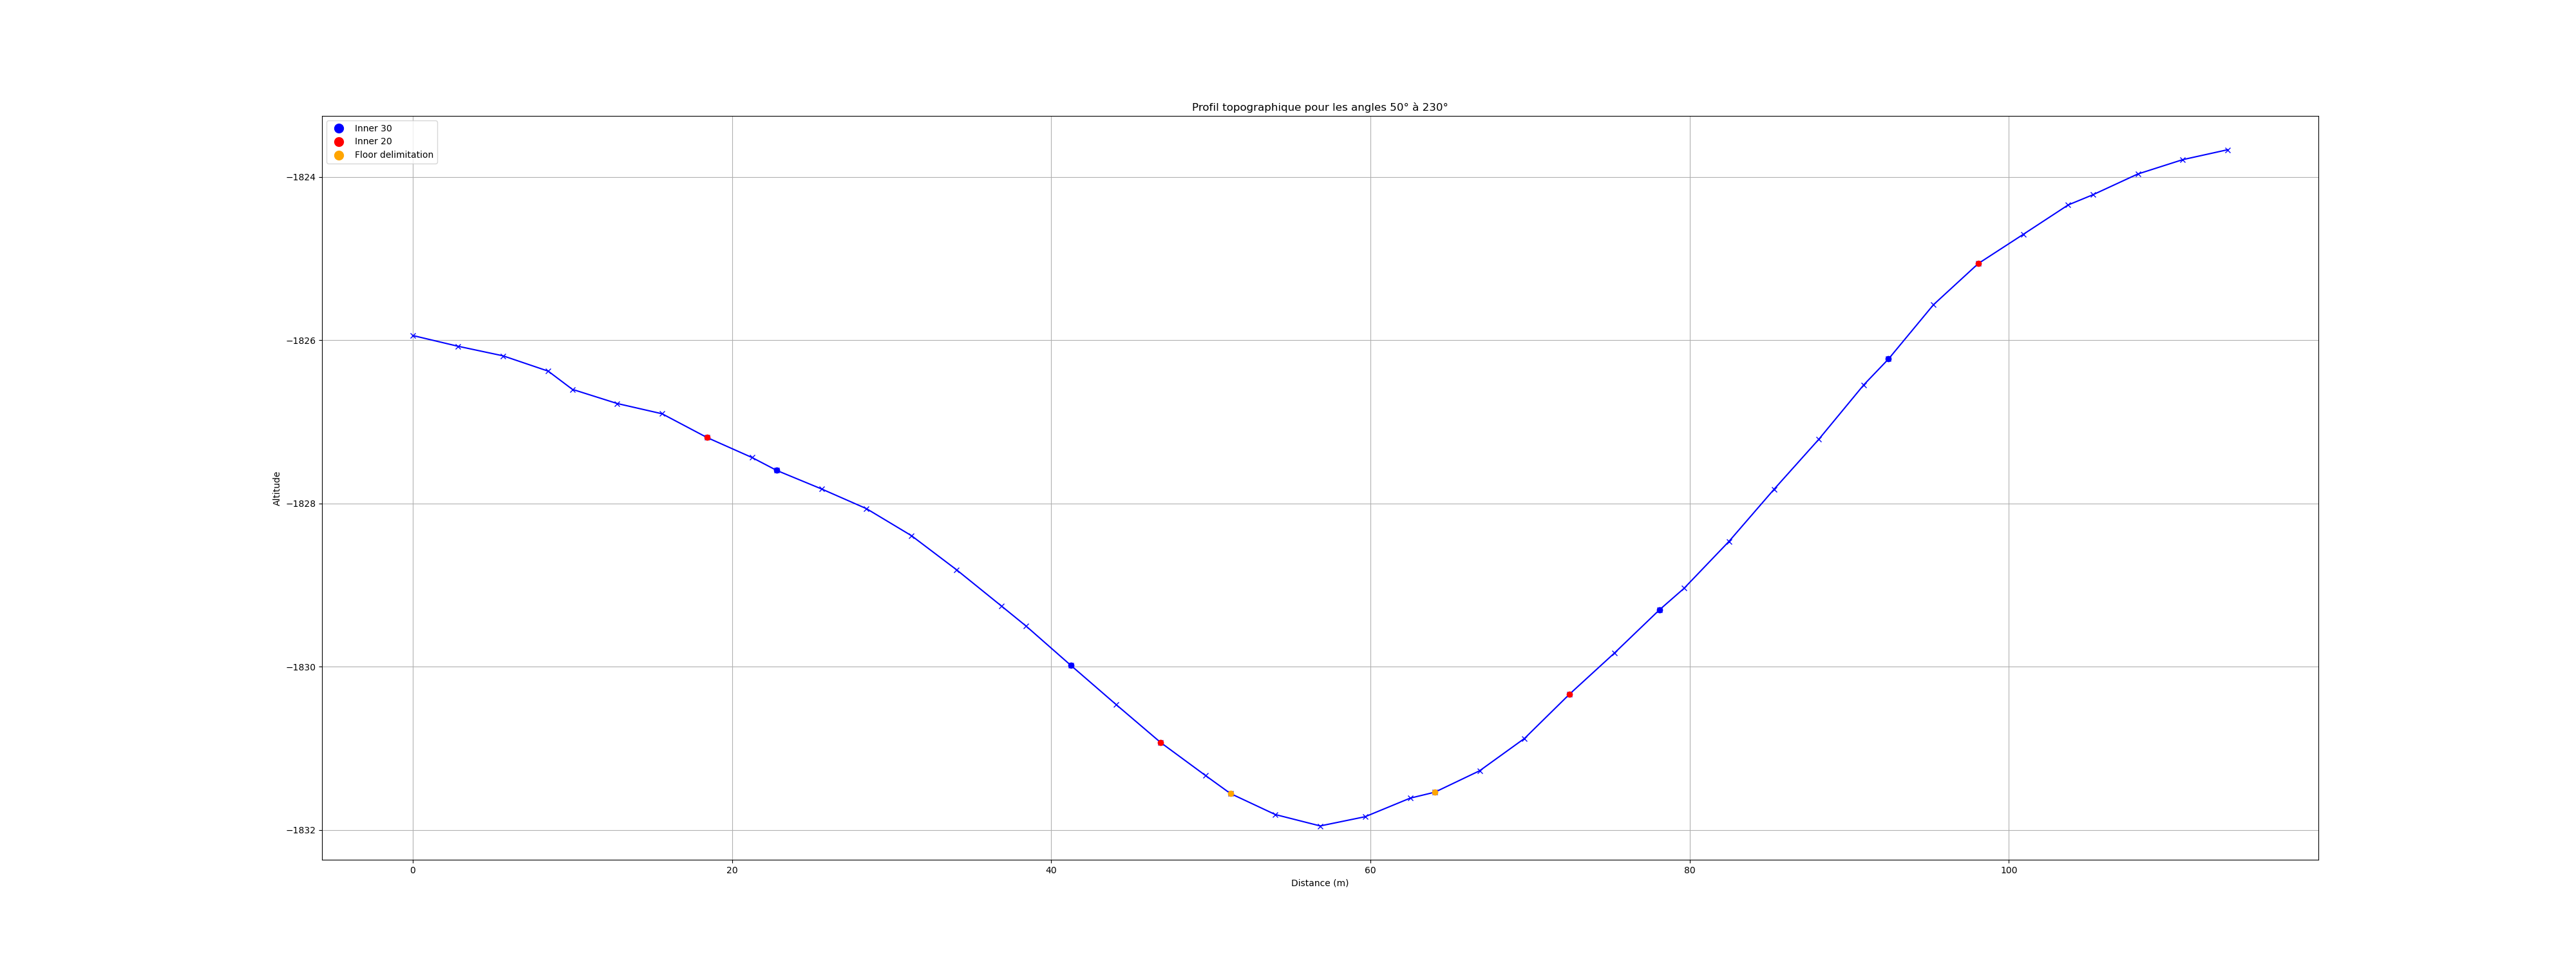 Profil topographique pour les angles 50° à 230°
Inner 30
Inner 20
Floor delimitation
Altitude
−1824
−1826
−1828
−1830
−1832
0 20 40 60 80 100
Distance (m)